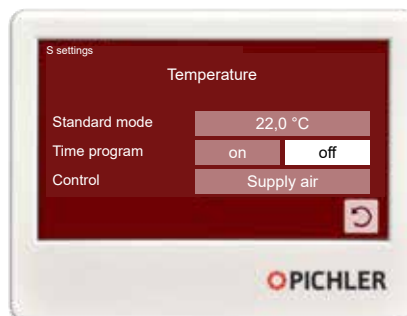 S settings
Temperature
Standard mode 22,0 °C
Time program on off
Control Supply air
PICHLER